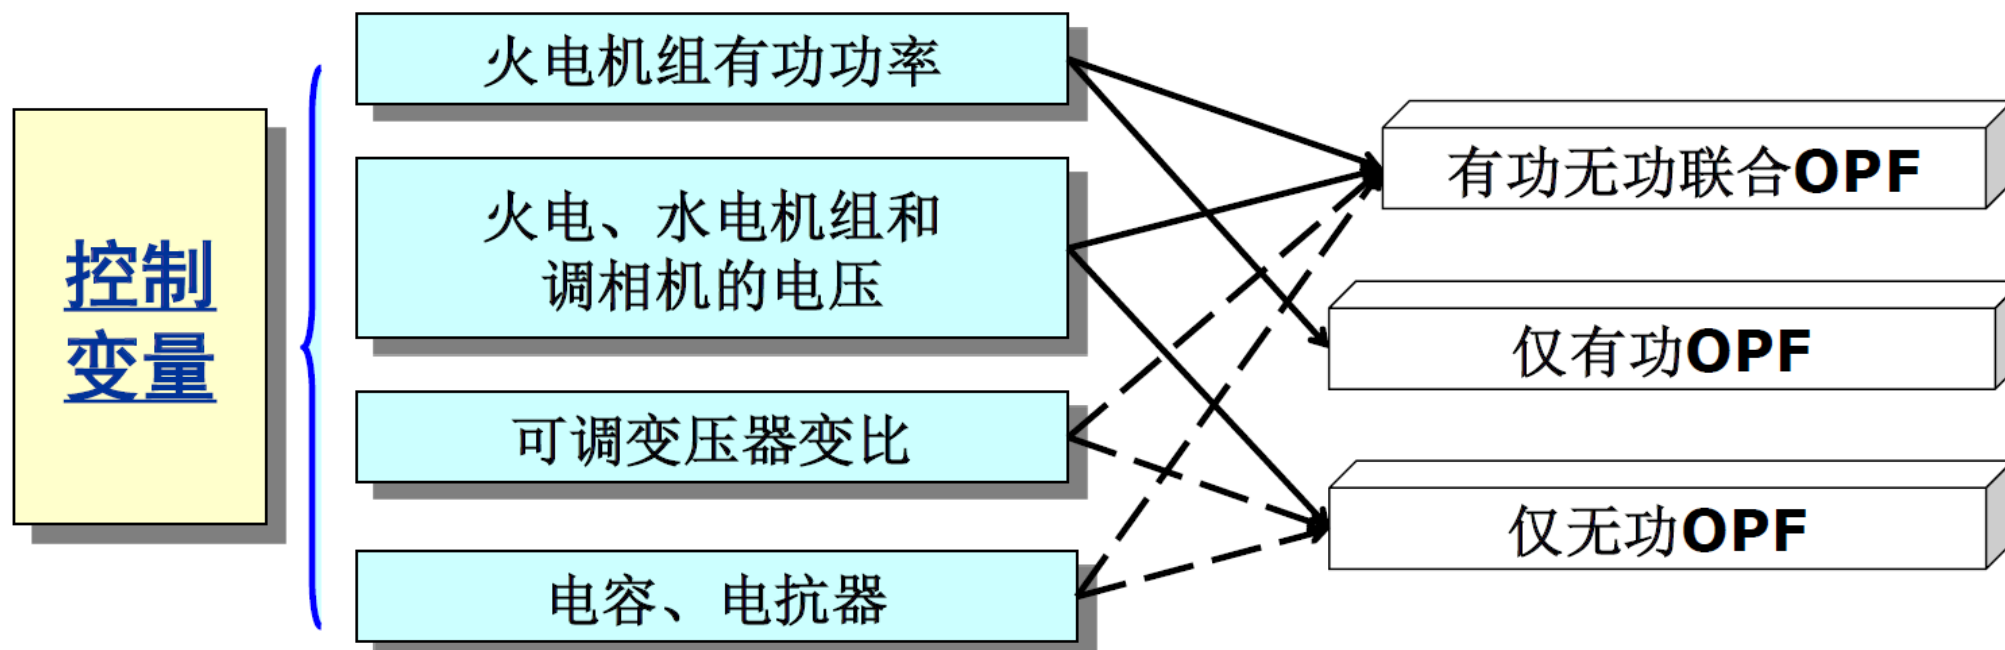 控制
变量
火电机组有功功率
火电、水电机组和
调相机的电压
可调变压器变比
电容、电抗器
有功无功联合OPF
仅有功OPF
仅无功OPF